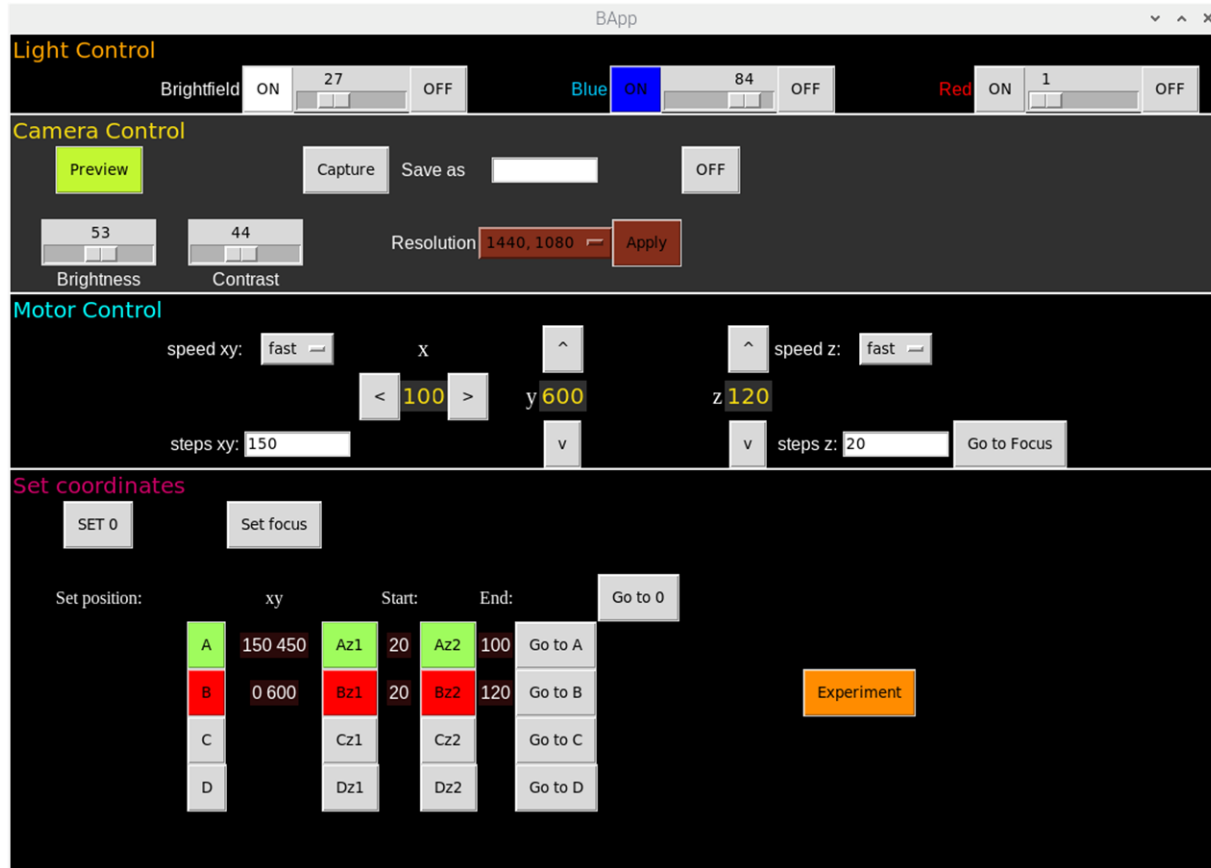 BApp
Light Control
Brightfield ON 27 OFF Blue ON 84 OFF Red ON 1 OFF
Camera Control
Preview Capture Save as OFF
53 44 Resolution 1440, 1080 Apply
Brightness Contrast
Motor Control
speed xy: fast x ^ ^ speed z: fast
< 100 > y 600 z 120
steps xy: 150 v v steps z: 20 Go to Focus
Set coordinates
SET 0 Set focus
Set position: xy Start: End: Go to 0
A 150 450 Az1 20 Az2 100 Go to A
B 0 600 Bz1 20 Bz2 120 Go to B Experiment
C Cz1 Cz2 Go to C
D Dz1 Dz2 Go to D